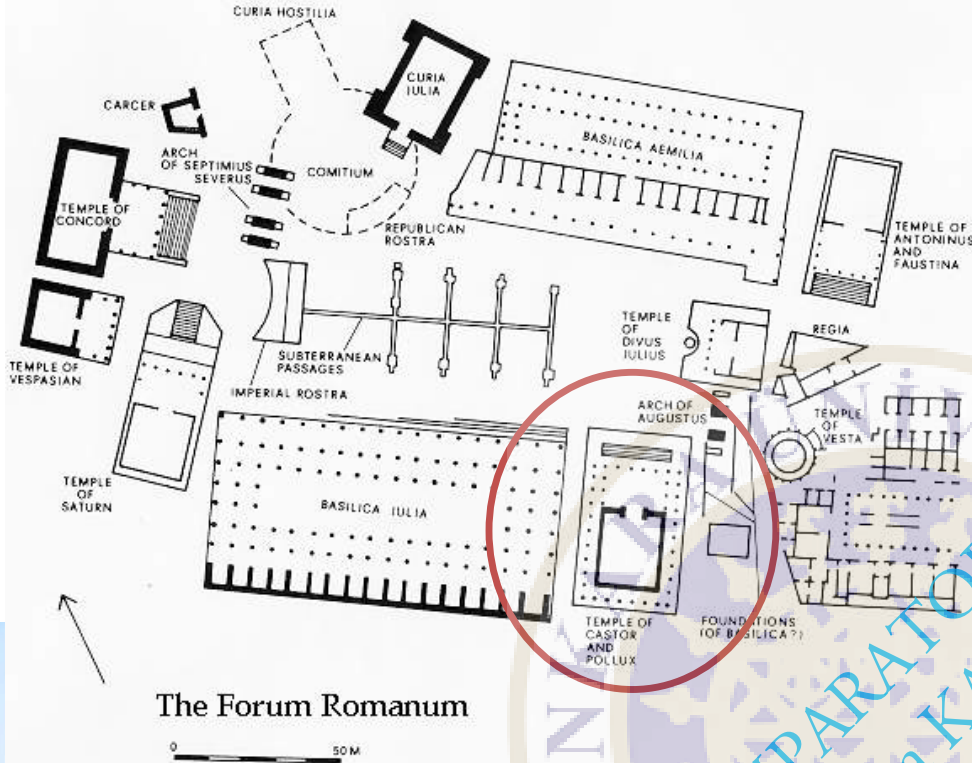 CURIA HOSTILIA
CURIA
IULIA
CARCER
BASILICA AEMILIA
ARCH
OF SEPTIMIUS
SEVERUS
COMITIUM
TEMPLE OF
CONCORD
REPUBLICAN
ROSTRA
TEMPLE OF
ANTONINUS
AND
FAUSTINA
TEMPLE
OF
DIVUS
IULIUS
REGIA
SUBTERRANEAN
PASSAGES
TEMPLE OF
VESPASIAN
IMPERIAL ROSTRA
ARCH OF
AUGUSTUS
TEMPLE
OF
VESTA
TEMPLE
OF
SATURN
BASILICA IULIA
TEMPLE OF
CASTOR
AND
POLLUX
FOUNDATIONS
(OF BASILICA?)
The Forum Romanum
0 50 M